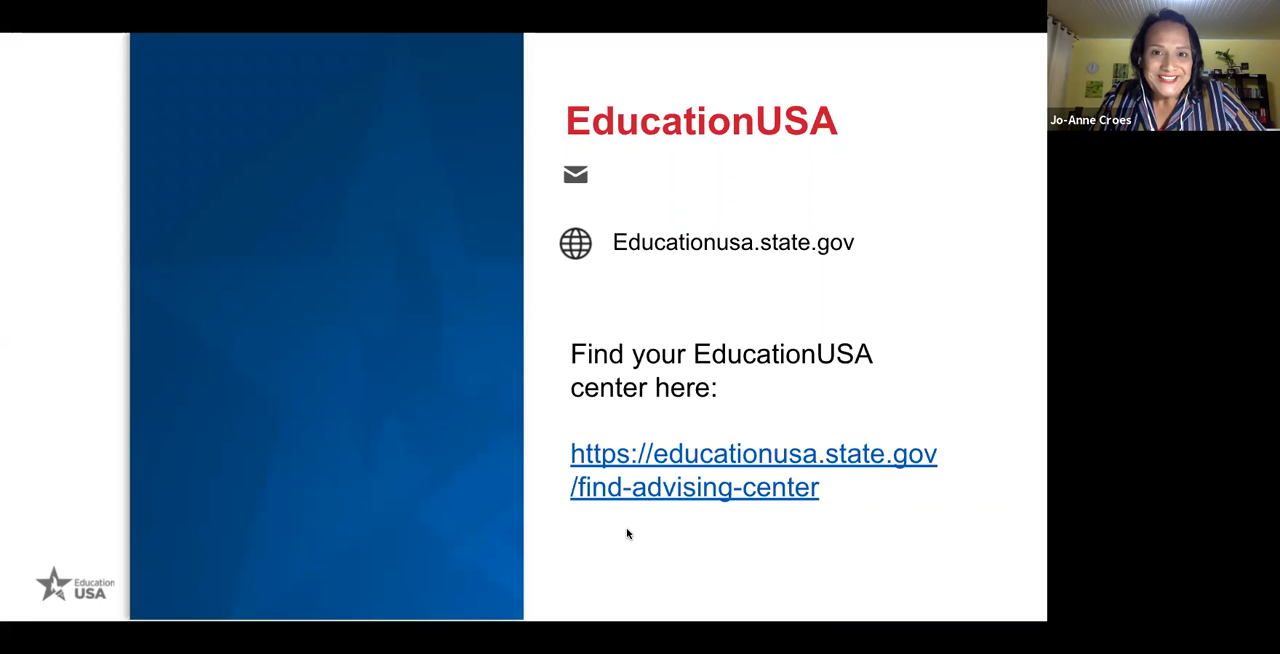 EducationUSA
Jo-Anne Croes
Educationusa.state.gov
Find your EducationUSA
center here:
https://educationusa.state.gov
/find-advising-center
Education
USA